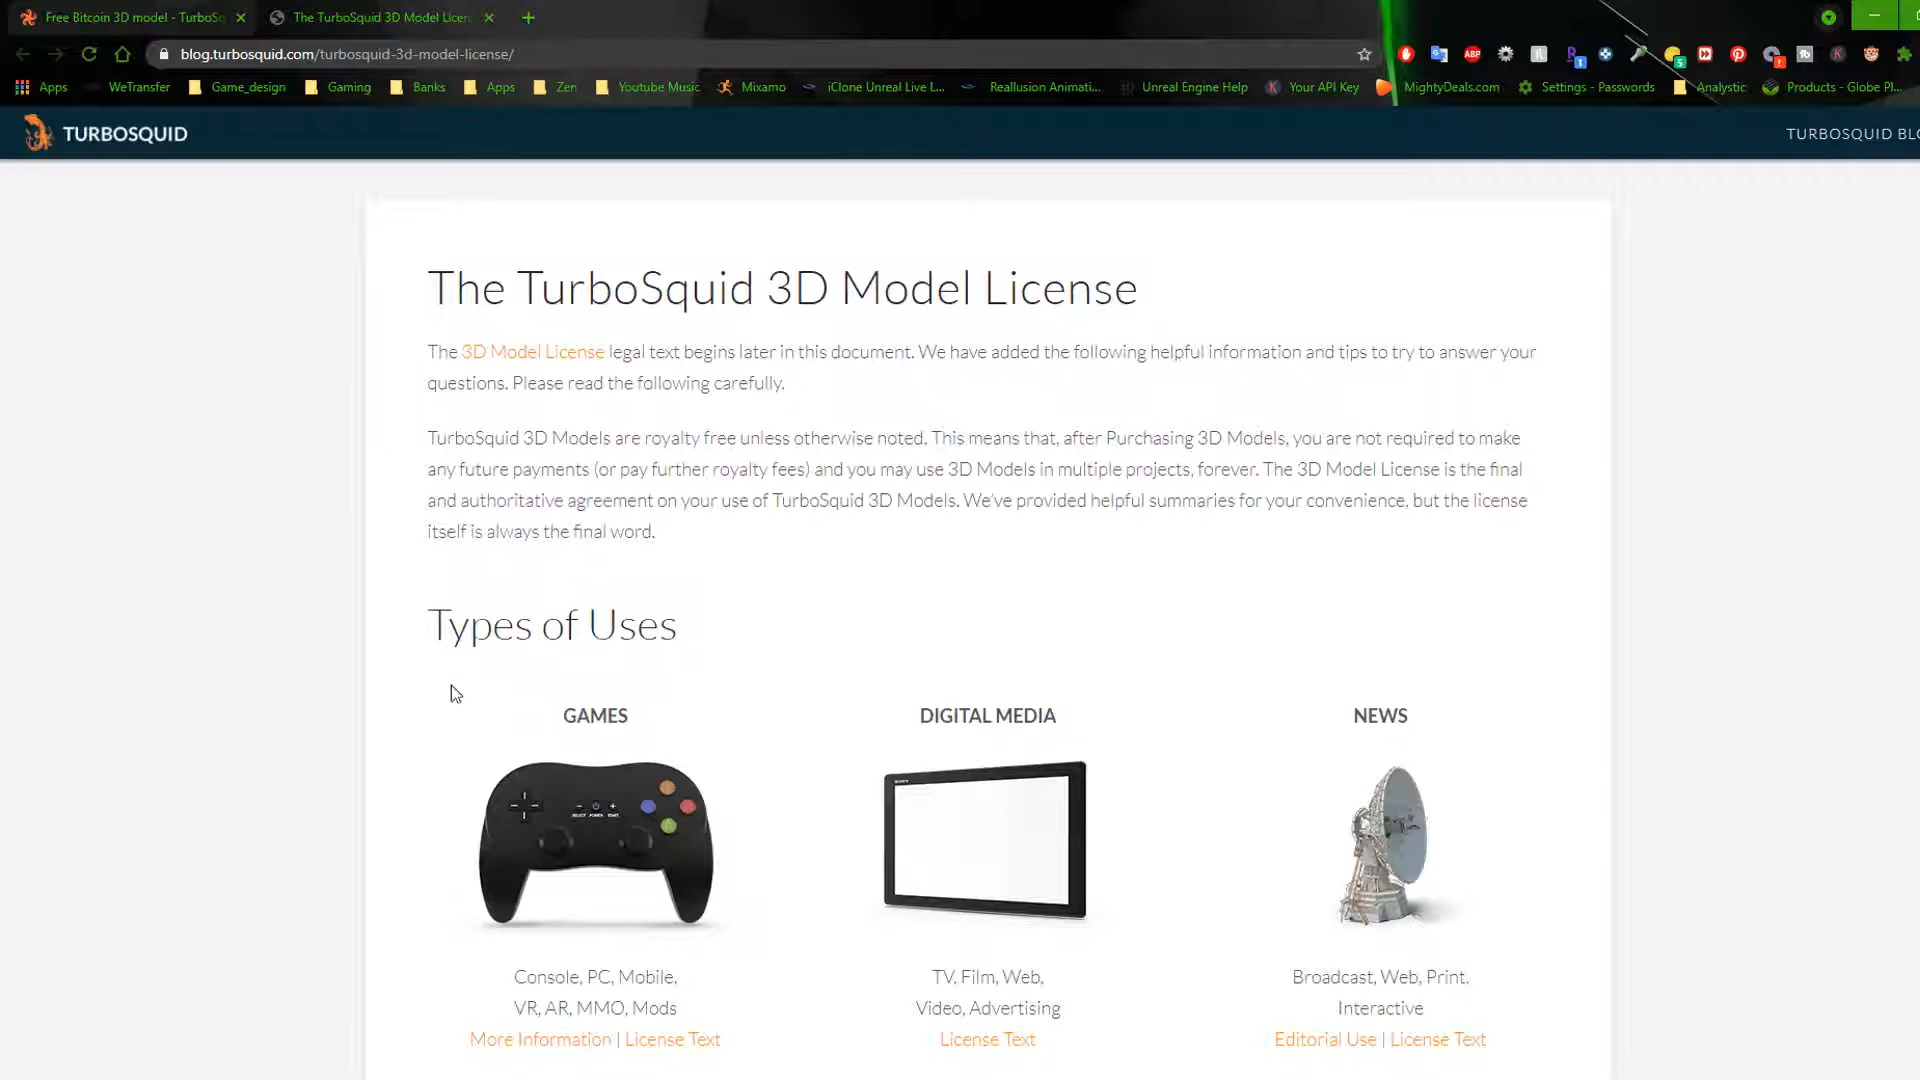 Free Bitcoin 3D model - TurboS
The TurboSquid 3D Model Licen
blog.turbosquid.com/turbosquid-3d-model-license/
Apps
WeTransfer
Game_design
Gaming
Banks
Apps
Zen
Youtube Music
Mixamo
iClone Unreal Live L...
Reallusion Animati...
Unreal Engine Help
Your API Key
MightyDeals.com
Settings - Passwords
Analystic
Products - Globe Pl...
TURBOSQUID
TURBOSQUID BLO
The TurboSquid 3D Model License
The 3D Model License legal text begins later in this document. We have added the following helpful information and tips to try to answer your
questions. Please read the following carefully.
TurboSquid 3D Models are royalty free unless otherwise noted. This means that, after Purchasing 3D Models, you are not required to make
any future payments (or pay further royalty fees) and you may use 3D Models in multiple projects, forever. The 3D Model License is the final
and authoritative agreement on your use of TurboSquid 3D Models. We've provided helpful summaries for your convenience, but the license
itself is always the final word.
Types of Uses
GAMES
DIGITAL MEDIA
NEWS
SELECT POWER START
SONY
Console, PC, Mobile,
VR, AR, MMO, Mods
More Information | License Text
TV, Film, Web,
Video, Advertising
License Text
Broadcast, Web, Print,
Interactive
Editorial Use | License Text